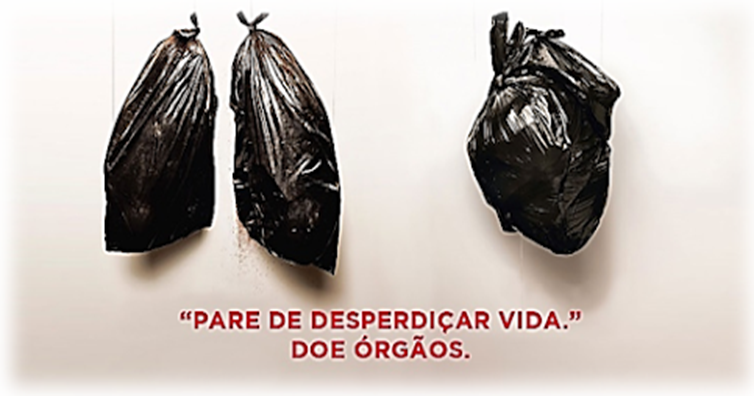 “PARE DE DESPERDIÇAR VIDA.”
DOE ÓRGÃOS.